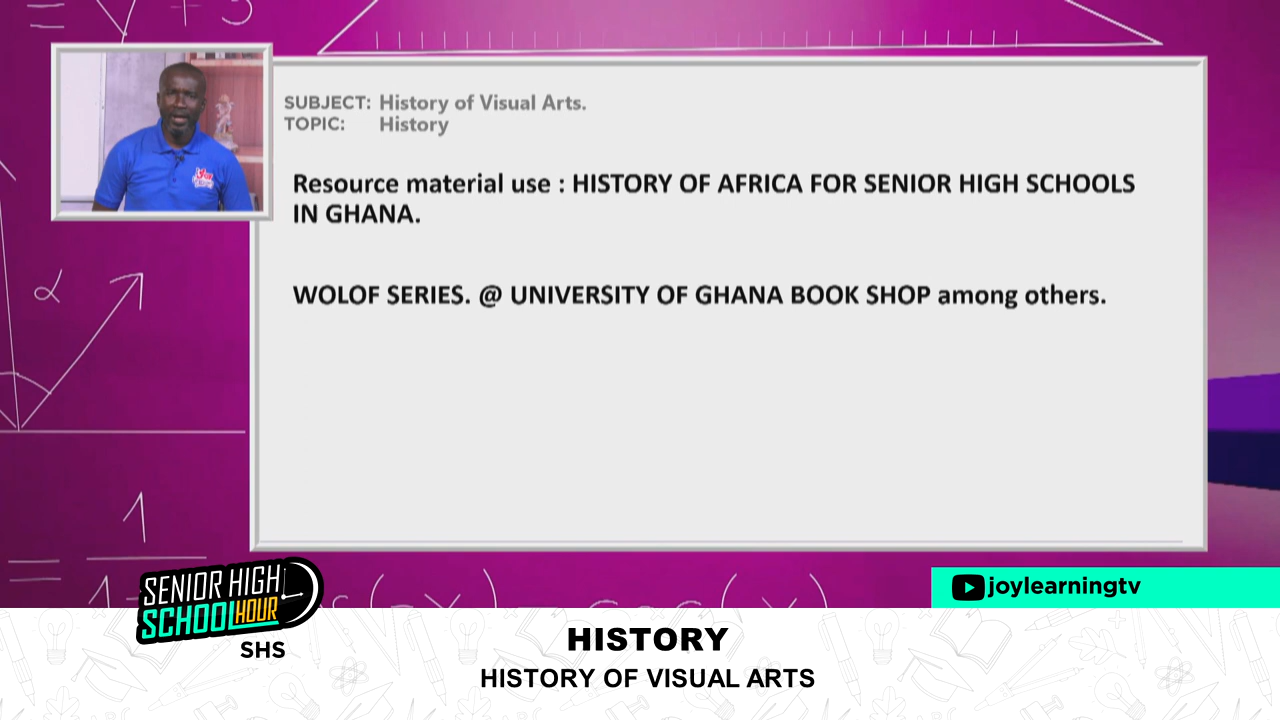 SUBJECT: History of Visual Arts.
TOPIC: History
Resource material use : HISTORY OF AFRICA FOR SENIOR HIGH SCHOOLS
IN GHANA.
WOLOF SERIES. @ UNIVERSITY OF GHANA BOOK SHOP among others.
joylearningtv
SENIOR HIGH
SCHOOL HOUR
SHS
HISTORY
HISTORY OF VISUAL ARTS